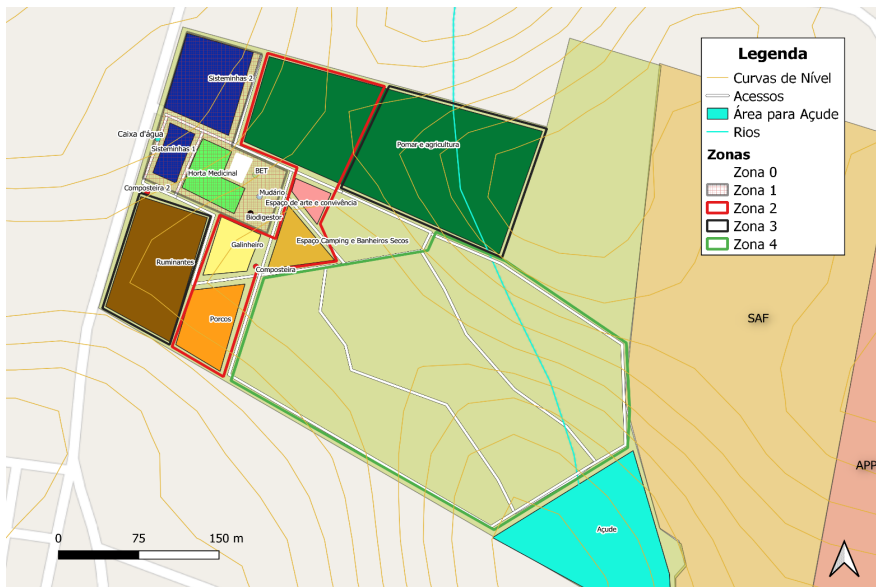 Legenda
Curvas de Nível
Acessos
Área para Açude
Rios
Zonas
Zona 0
Zona 1
Zona 2
Zona 3
Zona 4
Sisteminhas 2
Caixa d'água
Sisteminhas 1
Pomar e agricultura
BET
Horta Medicinal
Composteira 2
Mudário
Espaço de arte e convivência
Biodigestor
Galinheiro
Espaço Camping e Banheiros Secos
Ruminantes
Composteira
Porcos
SAF
APP
Açude
0 75 150 m